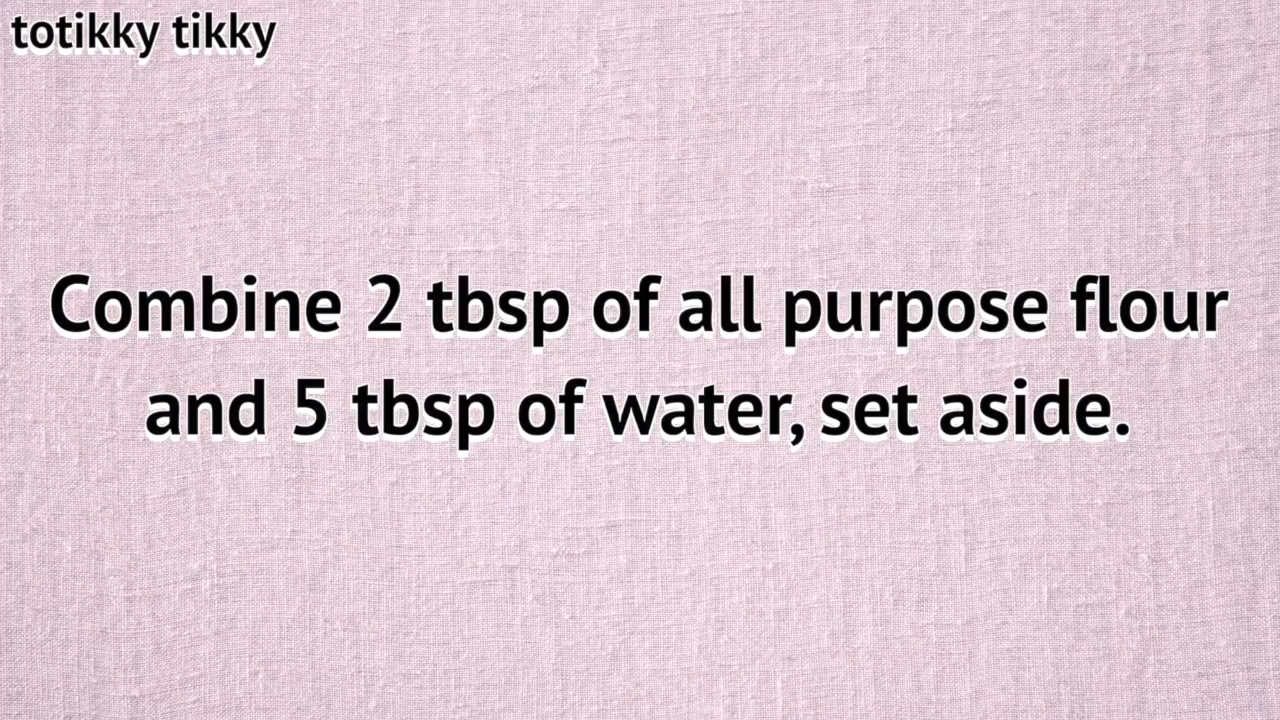 totikky tikky
Combine 2 tbsp of all purpose flour
and 5 tbsp of water, set aside.